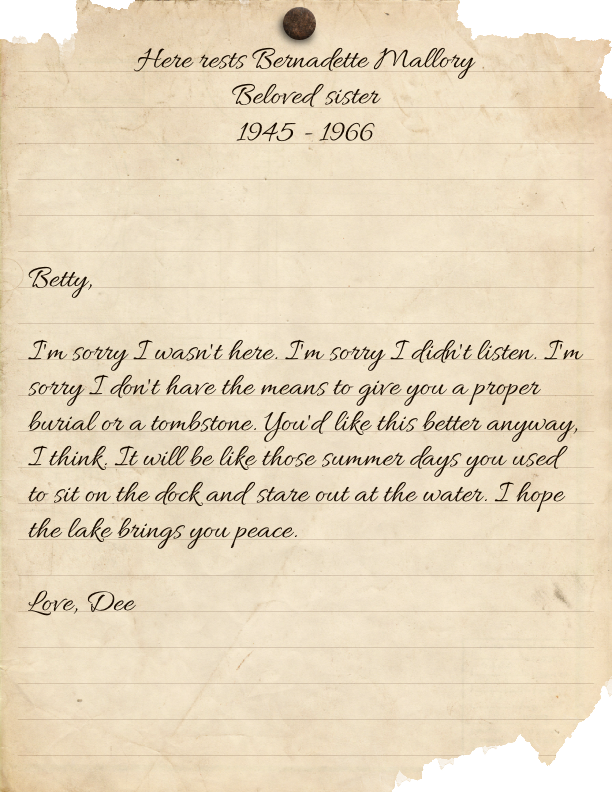 Here rests Bernadette Mallory
Beloved sister
1945 - 1966
Betty,
I'm sorry I wasn't here. I'm sorry I didn't listen. I'm
sorry I don't have the means to give you a proper
burial or a tombstone. You'd like this better anyway,
I think. It will be like those summer days you used
to sit on the dock and stare out at the water. I hope
the lake brings you peace.
Love, Dee